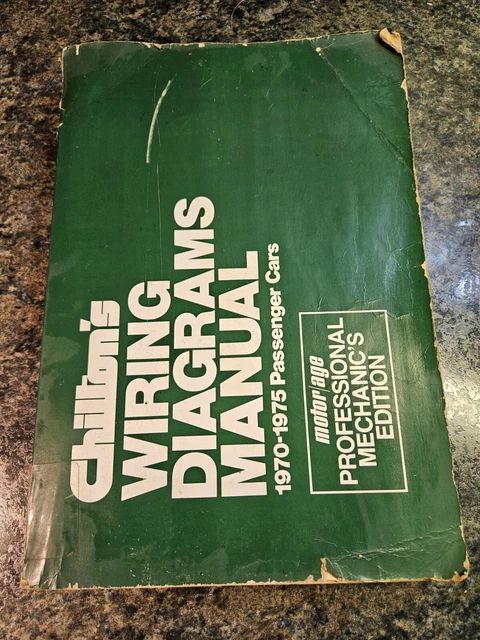 chilton's
WIRING
DIAGRAMS
MANUAL
1970-1975 Passenger Cars
motor/age
PROFESSIONAL
MECHANIC'S
EDITION